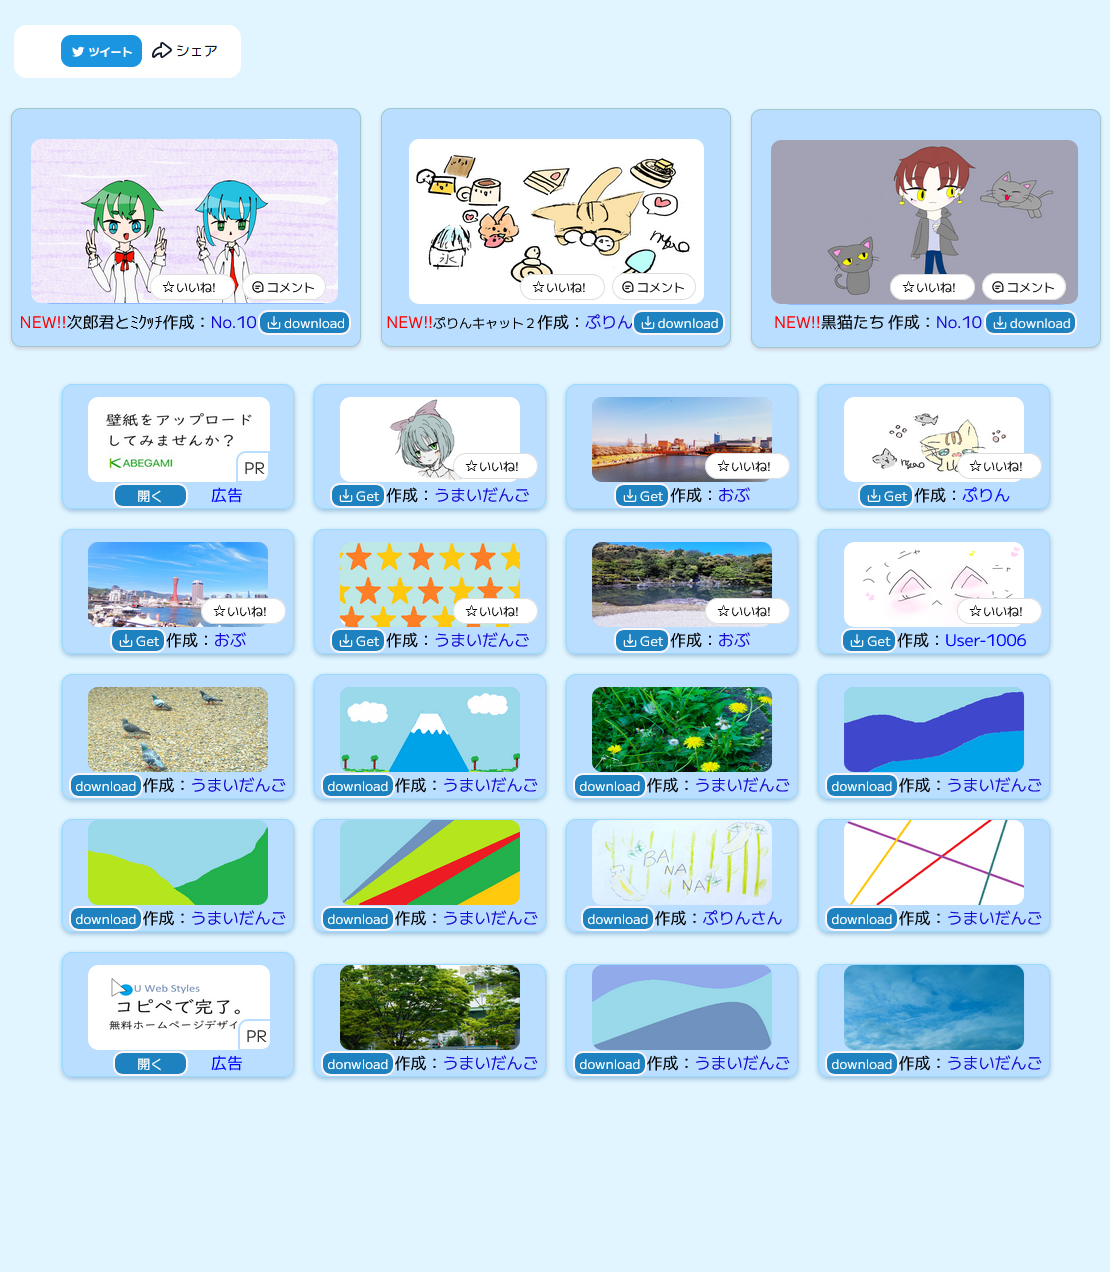 ツイート シェア
氷
nyao
☆いいね! コメント
☆いいね! コメント
☆いいね! コメント
NEW!!次郎君とﾐｸｯﾁ作成：No.10 download
NEW!!ぷりんキャット２作成：ぷりん download
NEW!!黒猫たち 作成：No.10 download
壁紙をアップロード
してみませんか？
KABEGAMI
PR
開く 広告
☆いいね!
Get 作成：うまいだんご
☆いいね!
Get 作成：おぶ
nyao
☆いいね!
Get 作成：ぷりん
☆いいね!
Get 作成：おぶ
☆いいね!
Get 作成：うまいだんご
☆いいね!
Get 作成：おぶ
ニャ
ニャ
☆いいね!
Get 作成：User-1006
download 作成：うまいだんご
download 作成：うまいだんご
download 作成：うまいだんご
download 作成：うまいだんご
download 作成：うまいだんご
download 作成：うまいだんご
BA
NA
NA
download 作成：ぷりんさん
download 作成：うまいだんご
U Web Styles
コピペで完了。
無料ホームページデザイ
PR
開く 広告
donwload 作成：うまいだんご
download 作成：うまいだんご
download 作成：うまいだんご